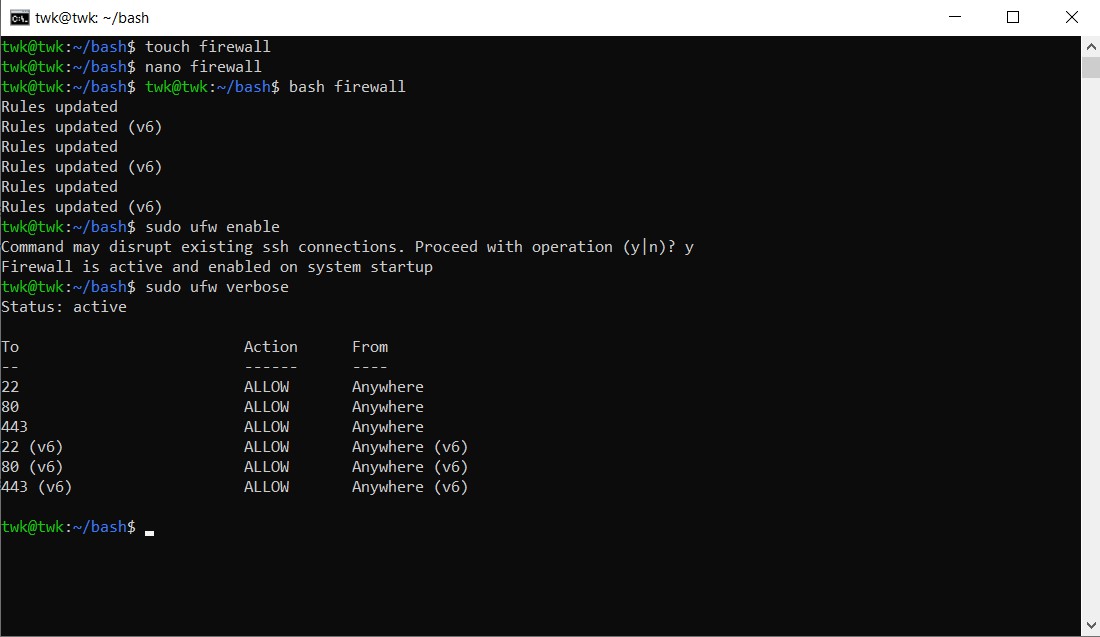 twk@twk: ~/bash
twk@twk:~/bash$ touch firewall
twk@twk:~/bash$ nano firewall
twk@twk:~/bash$ twk@twk:~/bash$ bash firewall
Rules updated
Rules updated (v6)
Rules updated
Rules updated (v6)
Rules updated
Rules updated (v6)
twk@twk:~/bash$ sudo ufw enable
Command may disrupt existing ssh connections. Proceed with operation (y|n)? y
Firewall is active and enabled on system startup
twk@twk:~/bash$ sudo ufw verbose
Status: active
To                         Action      From
--                         ------      ----
22                         ALLOW       Anywhere
80                         ALLOW       Anywhere
443                        ALLOW       Anywhere
22 (v6)                    ALLOW       Anywhere (v6)
80 (v6)                    ALLOW       Anywhere (v6)
443 (v6)                   ALLOW       Anywhere (v6)
twk@twk:~/bash$